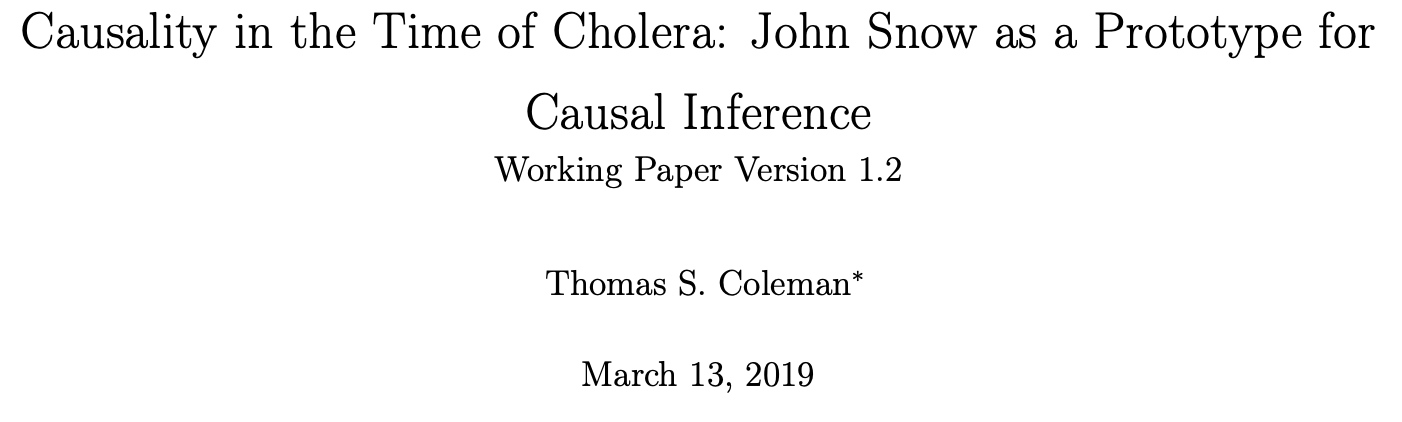 Causality in the Time of Cholera: John Snow as a Prototype for
Causal Inference
Working Paper Version 1.2
Thomas S. Coleman*
March 13, 2019